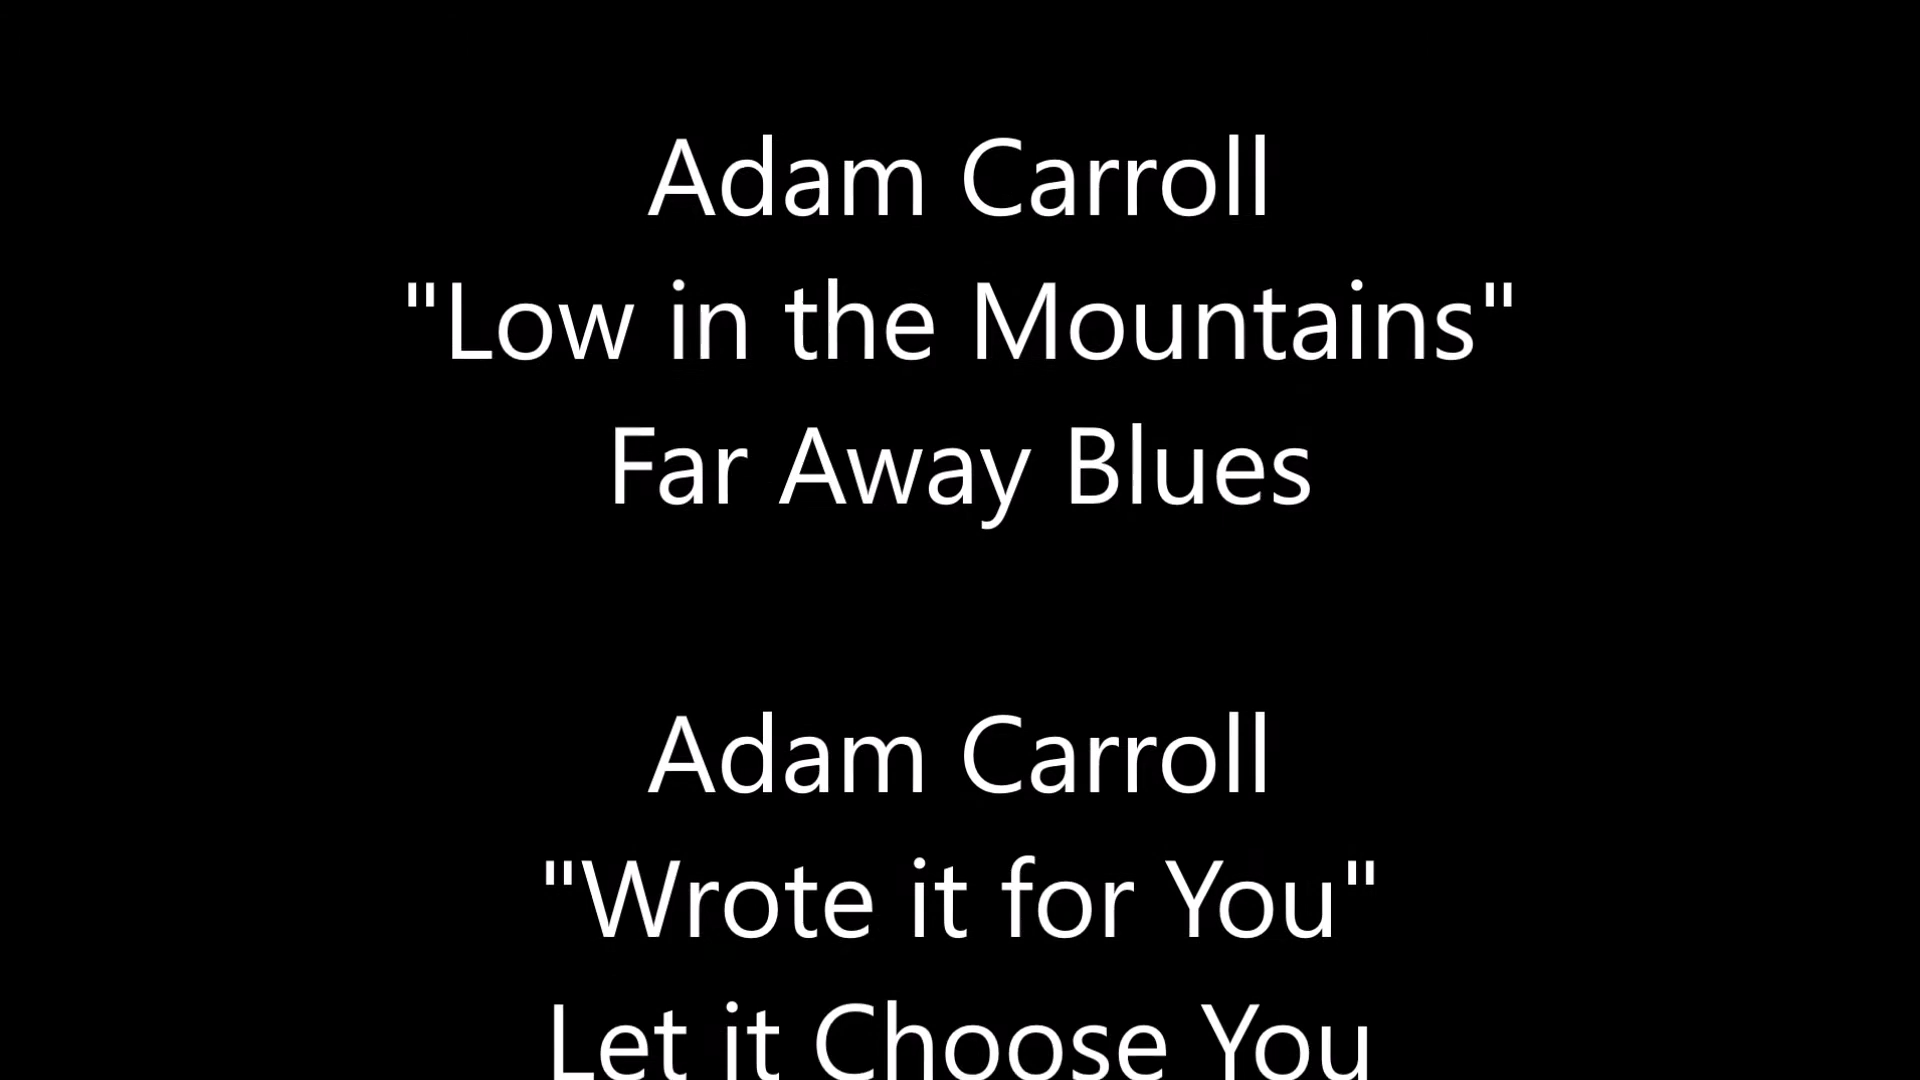 Adam Carroll
"Low in the Mountains"
Far Away Blues
Adam Carroll
"Wrote it for You"
Let it Choose You